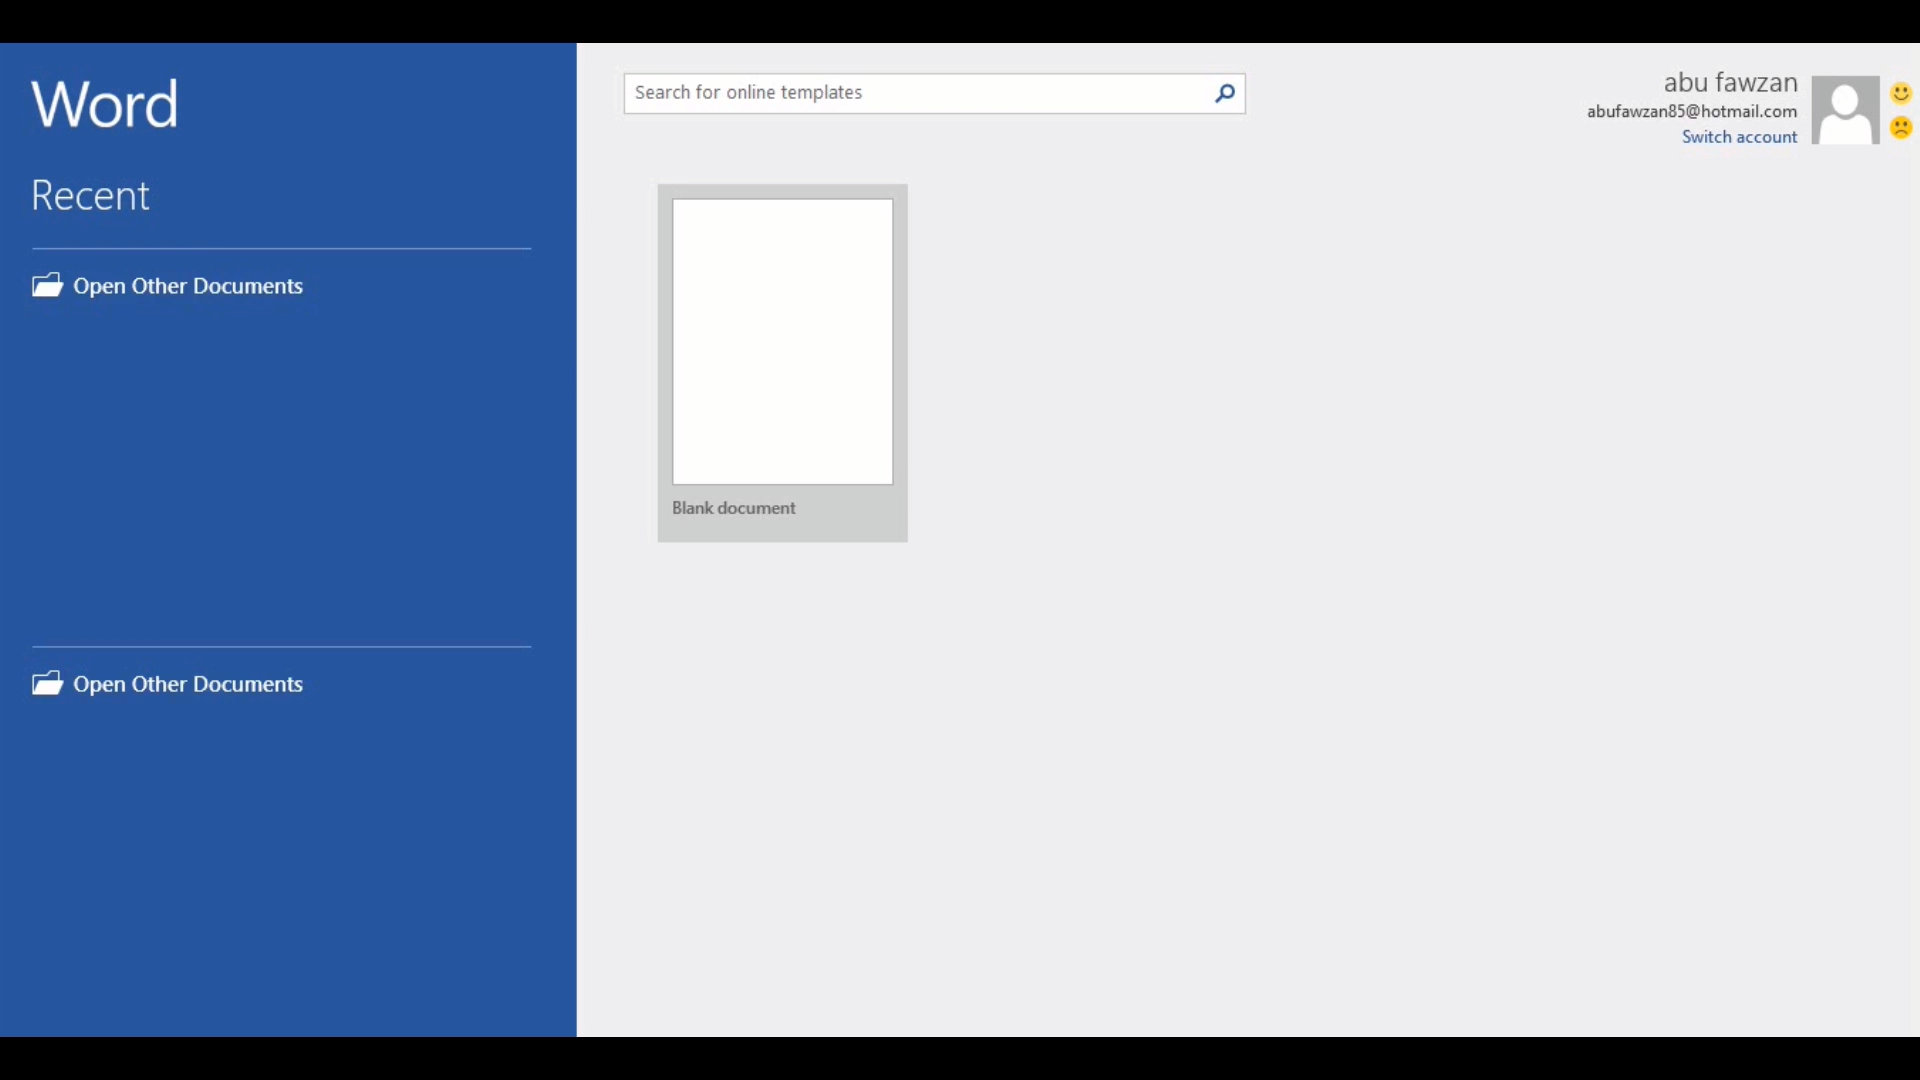 Word
Recent
Open Other Documents
Open Other Documents
Search for online templates
abu fawzan
abufawzan85@hotmail.com
Switch account
Blank document